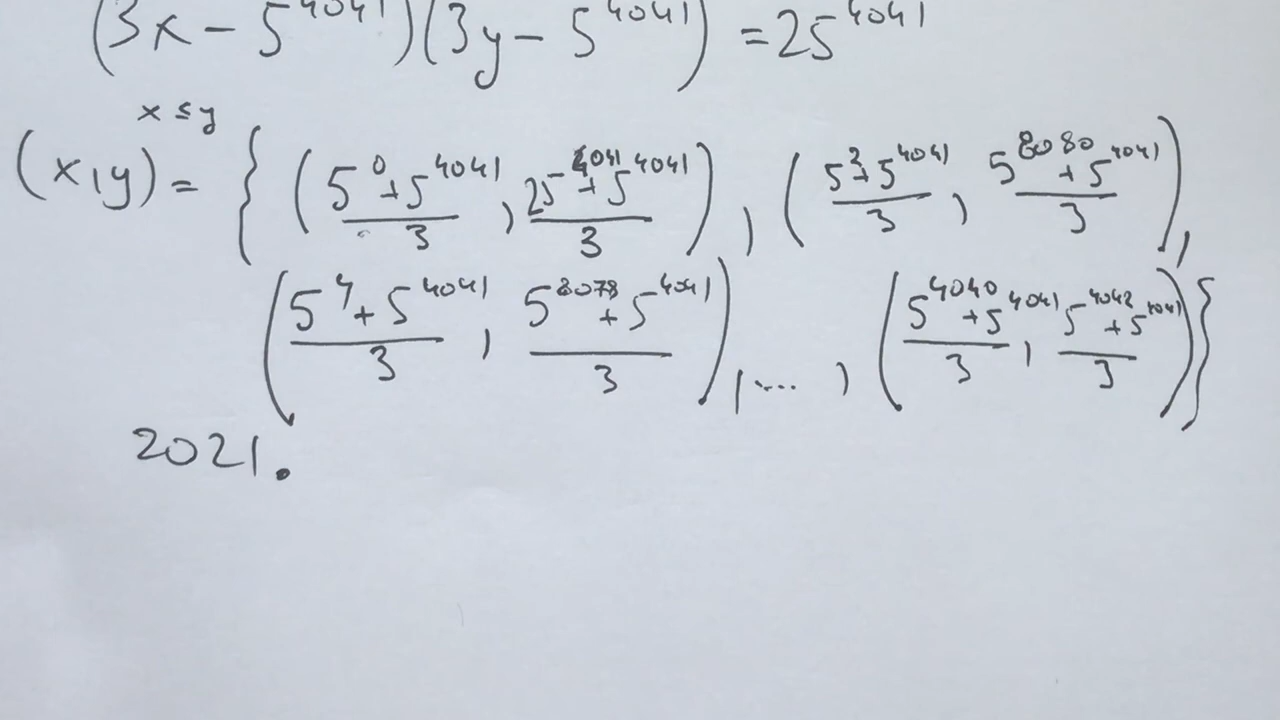 (3x - 5^4041)(3y - 5^4041) = 25^4041
x ≤ y
(x,y) = { ( (5^0 + 5^4041)/3 , (25^4041 + 5^4041)/3 ) , ( (5^2 + 5^4041)/3 , (5^8080 + 5^4041)/3 ) ,
( (5^4 + 5^4041)/3 , (5^8078 + 5^4041)/3 ) , .... , ( (5^4040 + 5^4041)/3 , (5^4042 + 5^4041)/3 ) }
2021.